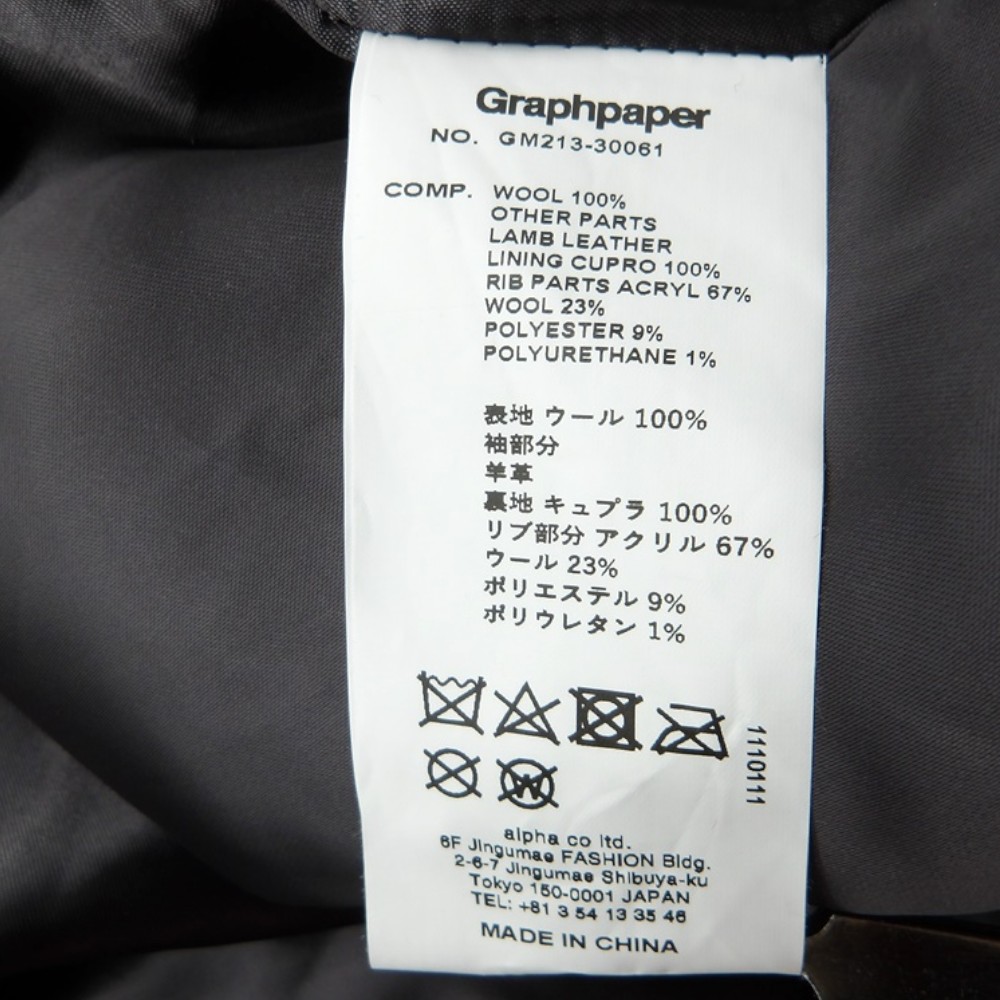 Graphpaper
NO. GM213-30061
COMP. WOOL 100%
OTHER PARTS
LAMB LEATHER
LINING CUPRO 100%
RIB PARTS ACRYL 67%
WOOL 23%
POLYESTER 9%
POLYURETHANE 1%
表地 ウール 100%
袖部分
羊革
裏地 キュプラ 100%
リブ部分 アクリル 67%
ウール 23%
ポリエステル 9%
ポリウレタン 1%
W
1110111
alpha co ltd.
6F Jingumae FASHION Bldg.
2-6-7 Jingumae Shibuya-ku
Tokyo 150-0001 JAPAN
TEL: +81 3 54 13 35 46
MADE IN CHINA